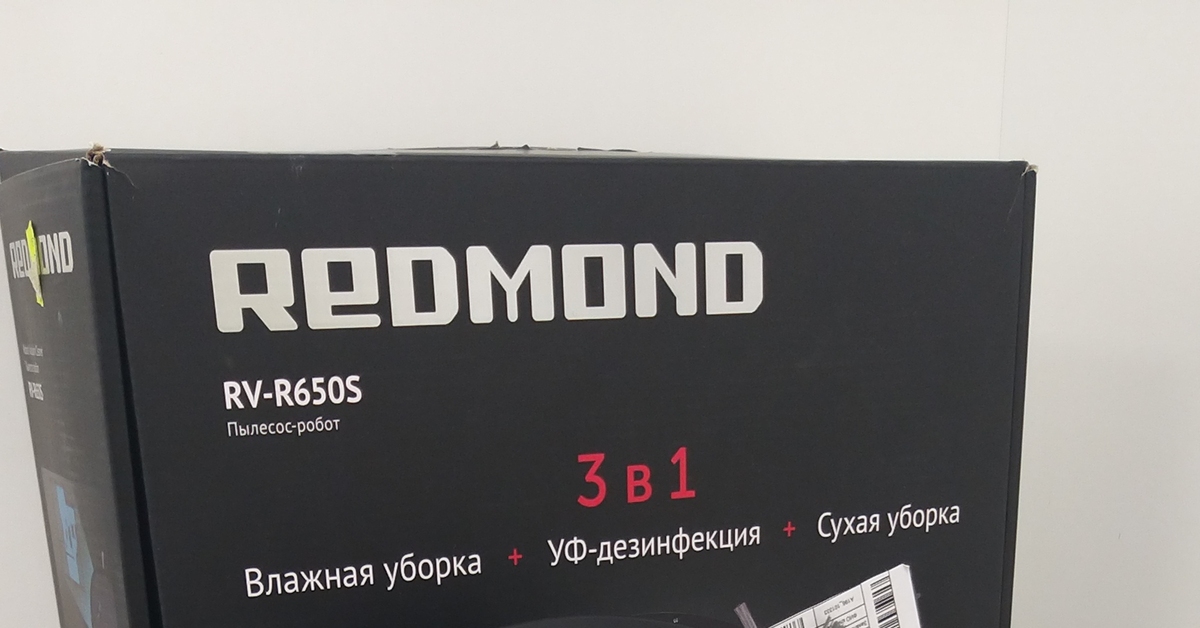 REDMOND
RV-R650S
Пылесос-робот
3 в 1
Влажная уборка + УФ-дезинфекция + Сухая уборка
REDMOND